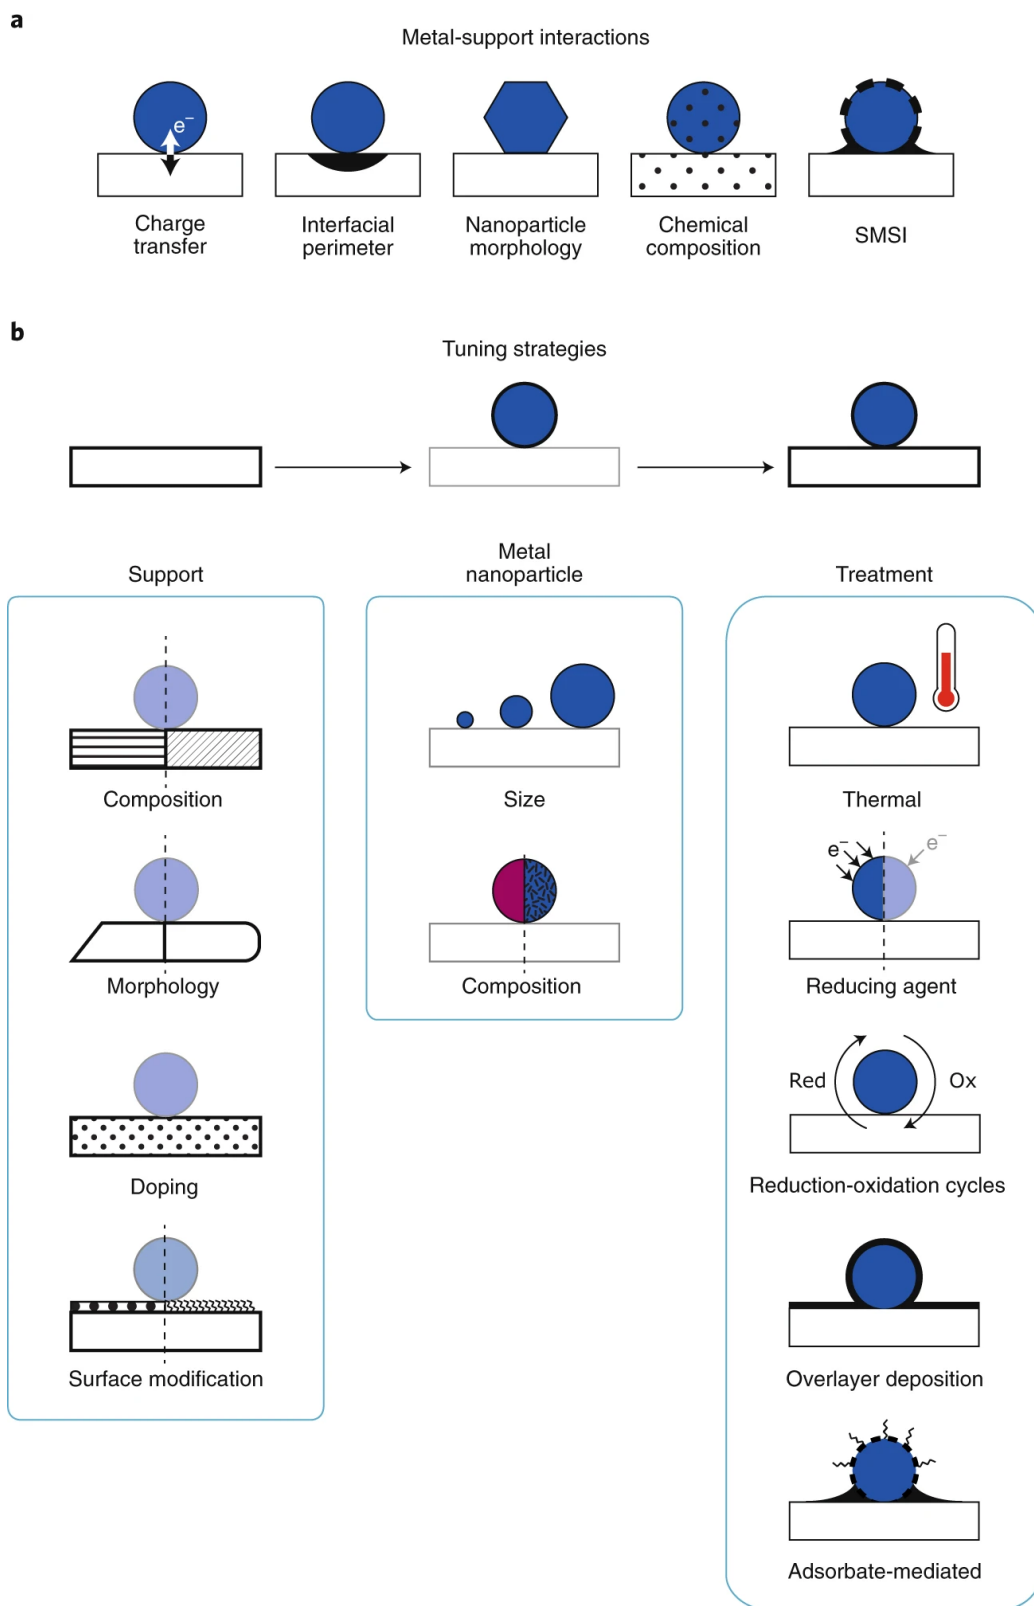 a
Metal-support interactions
e⁻
Charge
transfer
Interfacial
perimeter
Nanoparticle
morphology
Chemical
composition
SMSI
b
Tuning strategies
Support
Composition
Morphology
Doping
Surface modification
Metal
nanoparticle
Size
Composition
Treatment
Thermal
e⁻
e⁻
Reducing agent
Red
Ox
Reduction-oxidation cycles
Overlayer deposition
Adsorbate-mediated